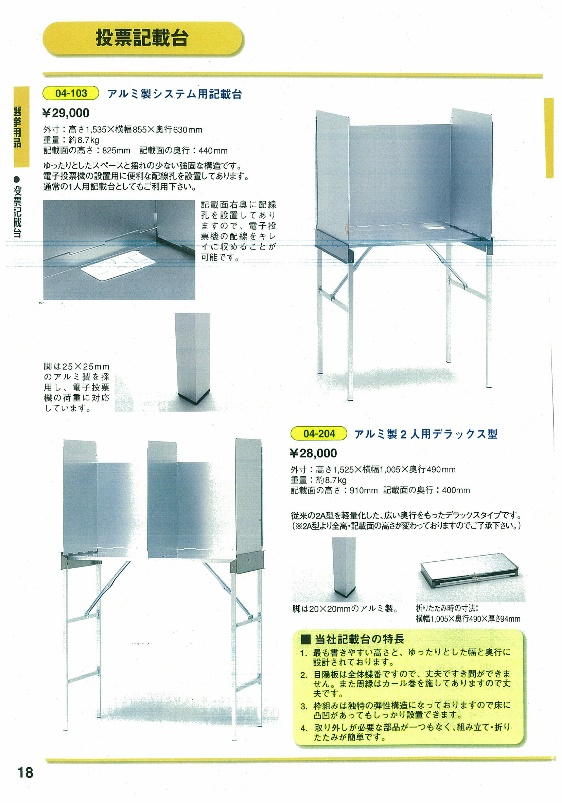 投票記載台
選挙用品
● 投票記載台
04-103 アルミ製システム用記載台
¥29,000
外寸：高さ1,535×横幅855×奥行630mm
重量：約8.7kg
記載面の高さ：825mm 記載面の奥行：440mm
ゆったりとしたスペースと揺れの少ない強固な構造です。
電子投票機の設置用に便利な配線孔を設置してあります。
通常の1人用記載台としてもご利用下さい。
記載面右奥に配線
孔を設置してあり
ますので、電子投
票機の配線をキレ
イに収めることが
可能です。
脚は25×25mm
のアルミ製を採
用し、電子投票
機の荷重に対応
しています。
04-204 アルミ製2人用デラックス型
¥28,000
外寸：高さ1,525×横幅1,005×奥行490mm
重量：約8.7kg
記載面の高さ：910mm 記載面の奥行：400mm
従来の2A型を軽量化した、広い奥行をもったデラックスタイプです。
（※2A型より全高・記載面の高さが変わっておりますのでご了承下さい。）
脚は20×20mmのアルミ製。
折りたたみ時の寸法：
横幅1,005×奥行490×厚さ94mm
■ 当社記載台の特長
1. 最も書きやすい高さと、ゆったりとした幅と奥行に
設計されております。
2. 目隠板は全体蝶番ですので、丈夫ですき間ができま
せん。また周縁はカール巻を施してありますので丈
夫です。
3. 枠組みは独特の弾性構造になっておりますので床に
凸凹があってもしっかり設置できます。
4. 取り外しが必要な部品が一つもなく、組み立て・折り
たたみが簡単です。
18